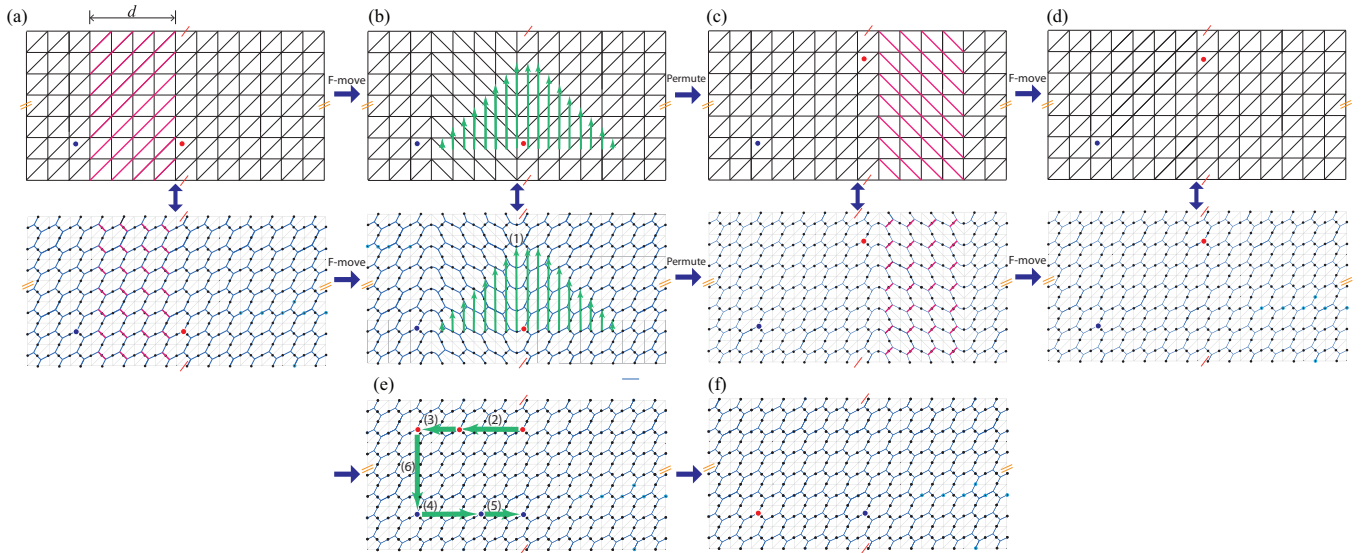 (a)
d
(b)
(c)
(d)
F-move
Permute
F-move
F-move
(1)
Permute
F-move
(e)
(f)
(3)
(2)
(6)
(4)
(5)